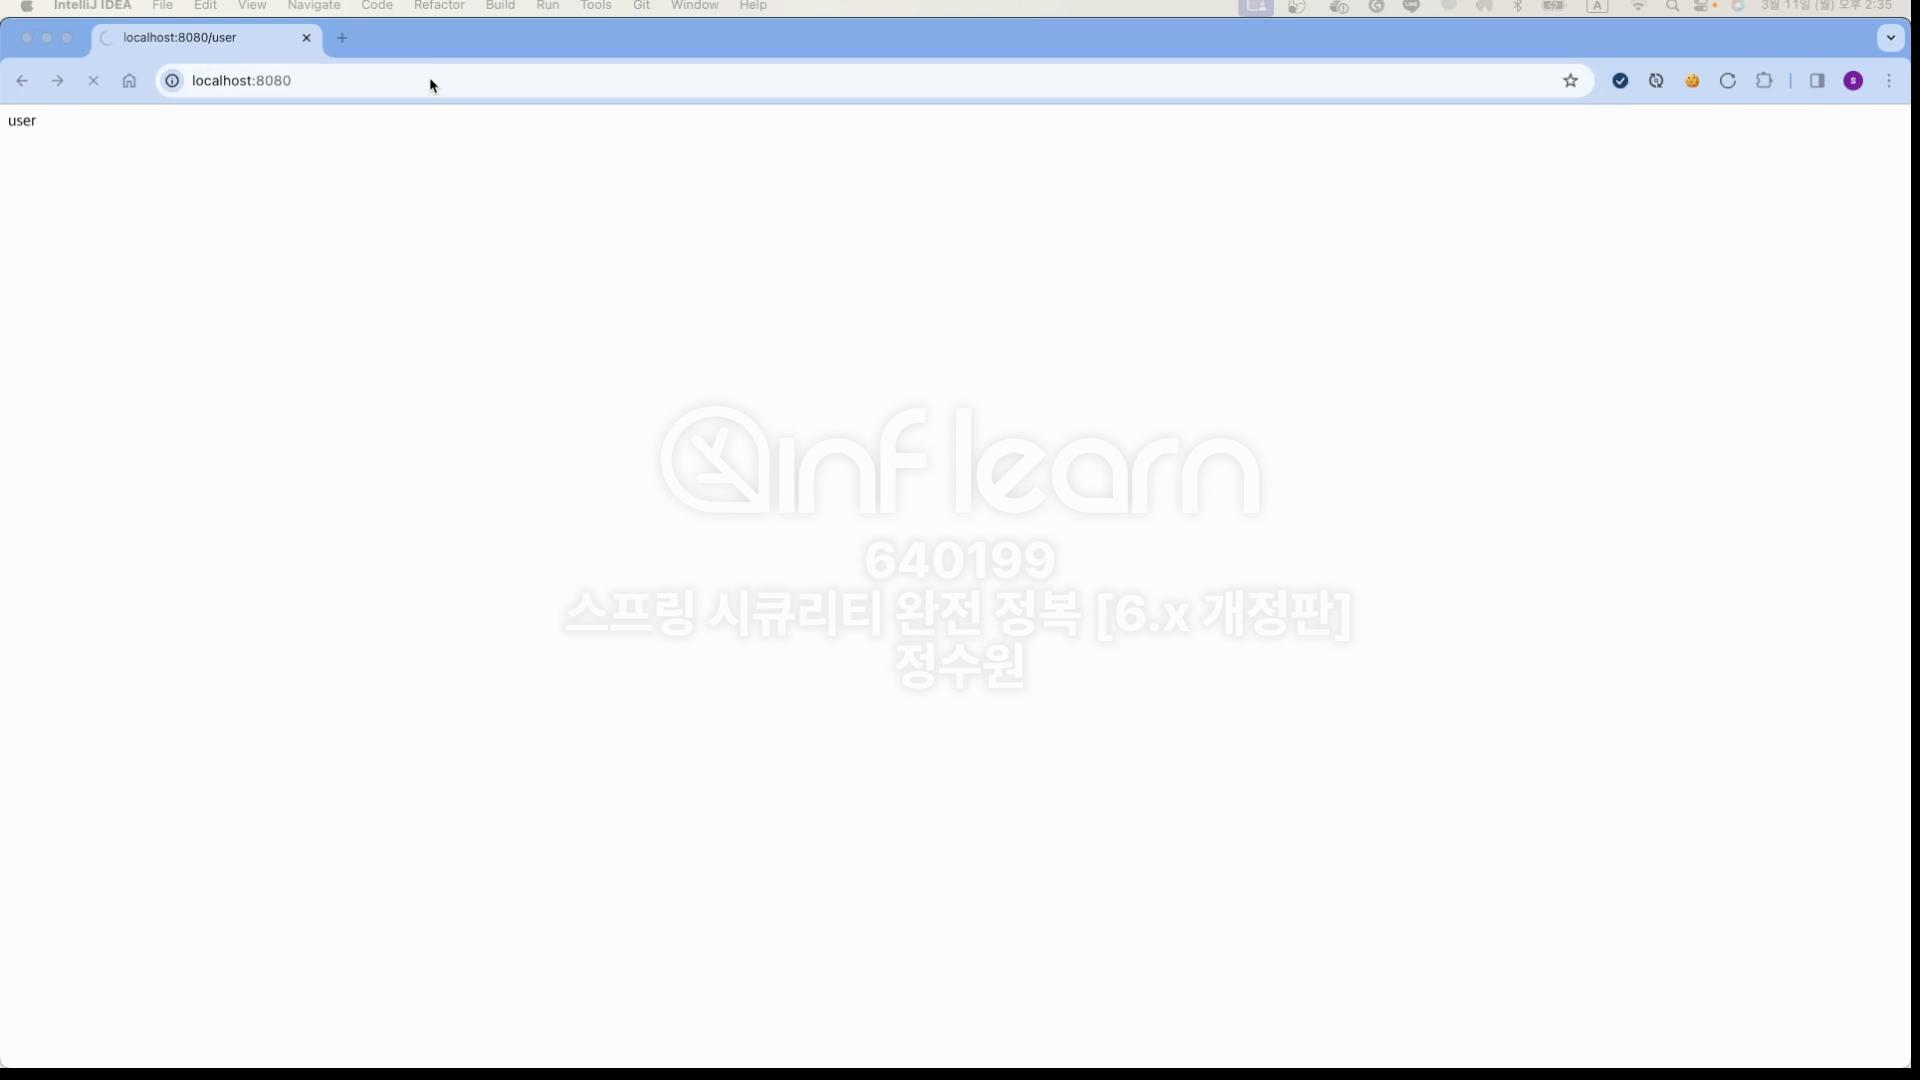 IntelliJ IDEA File Edit View Navigate Code Refactor Build Run Tools Git Window Help A 3월 11일 (월) 오후 2:35
localhost:8080/user
localhost:8080 S
user
inflearn
640199
스프링 시큐리티 완전 정복 [6.x 개정판]
정수원